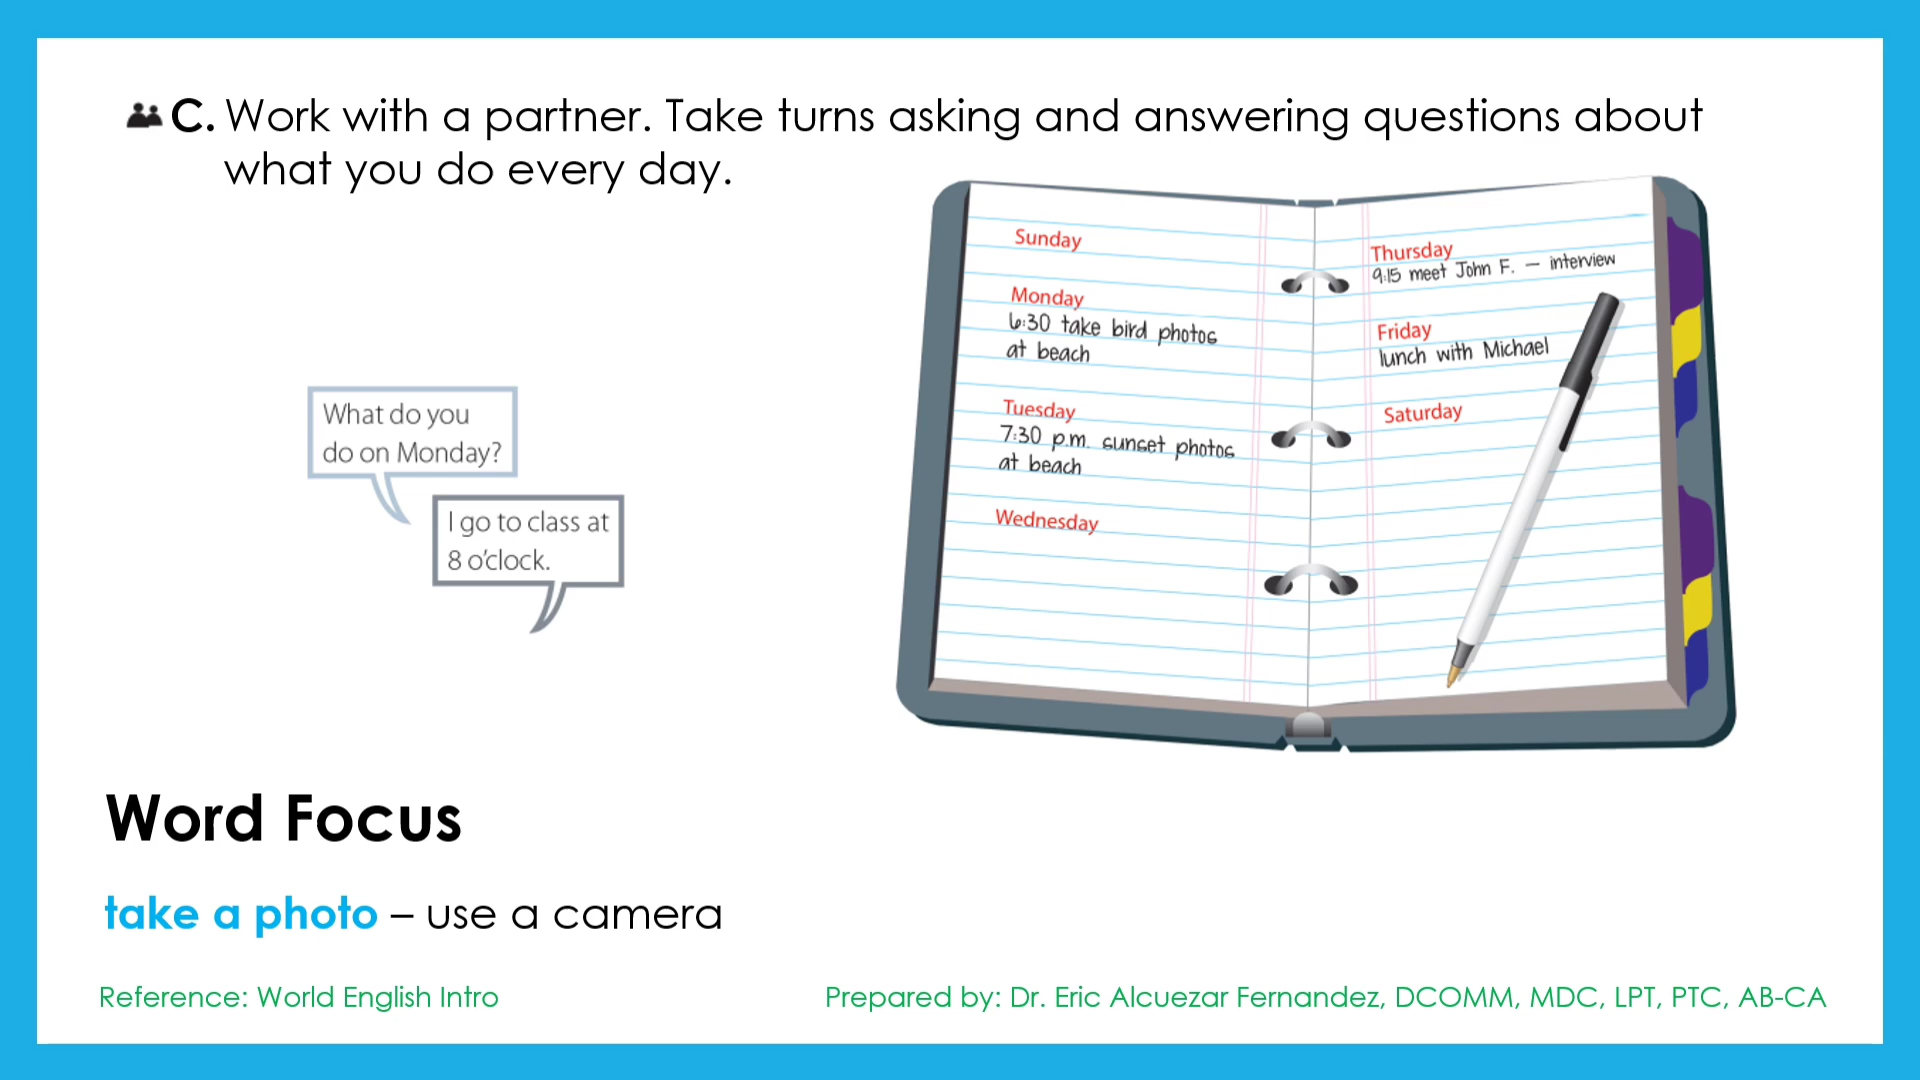 C. Work with a partner. Take turns asking and answering questions about
what you do every day.
What do you
do on Monday?
I go to class at
8 o'clock.
Sunday
Monday
6:30 take bird photos
at beach
Tuesday
7:30 p.m. sunset photos
at beach
Wednesday
Thursday
9:15 meet John F. — interview
Friday
lunch with Michael
Saturday
Word Focus
take a photo – use a camera
Reference: World English Intro
Prepared by: Dr. Eric Alcuezar Fernandez, DCOMM, MDC, LPT, PTC, AB-CA